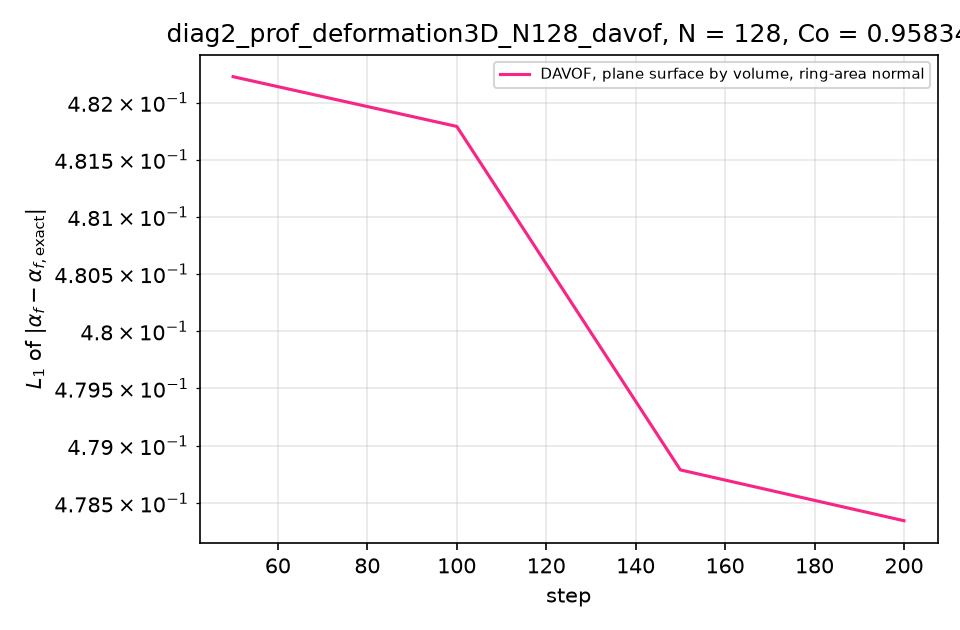 diag2_prof_deformation3D_N128_davof, N = 128, Co = 0.95834
DAVOF, plane surface by volume, ring-area normal
4.82 × 10⁻¹
4.815 × 10⁻¹
4.81 × 10⁻¹
4.805 × 10⁻¹
4.8 × 10⁻¹
4.795 × 10⁻¹
4.79 × 10⁻¹
4.785 × 10⁻¹
L₁ of |α_f − α_{f,exact}|
60 80 100 120 140 160 180 200
step